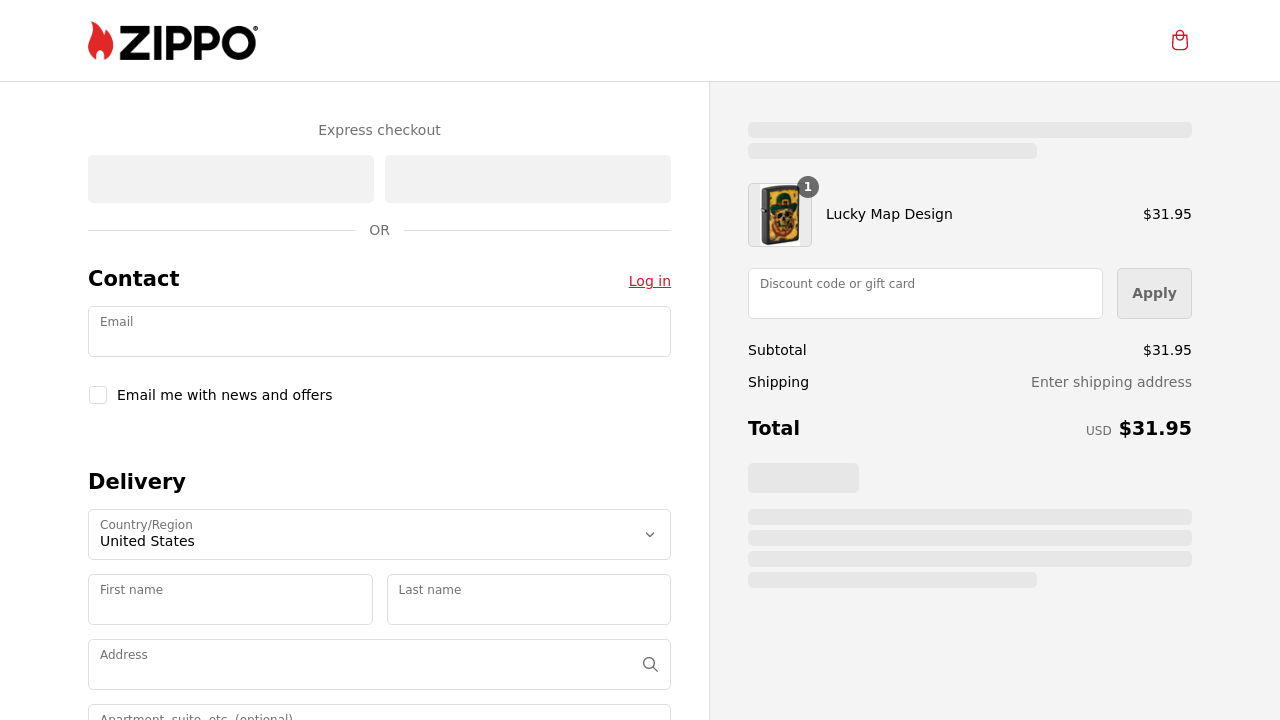 ZIPPO®
Express checkout
OR
Contact
Log in
Email
Email me with news and offers
Delivery
Country/Region
United States
First name
Last name
Address
Apartment, suite, etc. (optional)
1
Lucky Map Design
$31.95
Discount code or gift card
Apply
Subtotal
$31.95
Shipping
Enter shipping address
Total
USD $31.95